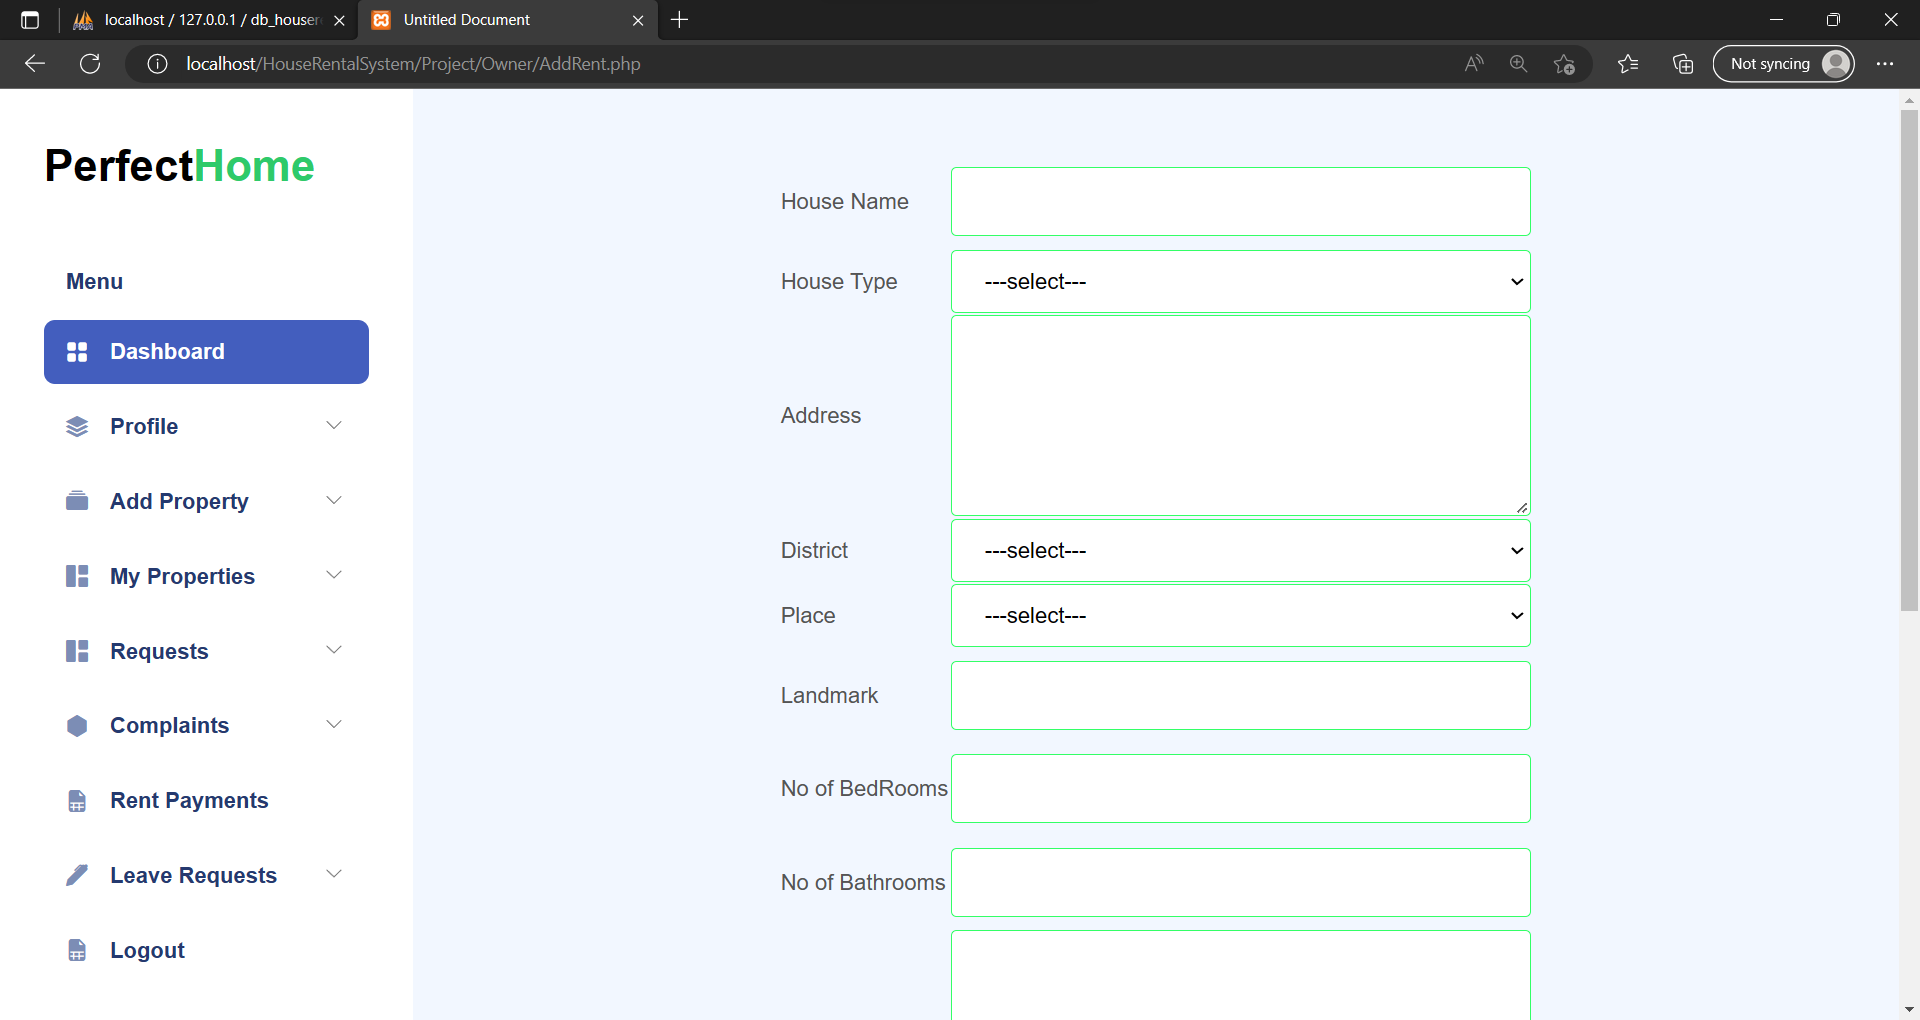 localhost / 127.0.0.1 / db_house
Untitled Document
localhost/HouseRentalSystem/Project/Owner/AddRent.php
Not syncing
PerfectHome
Menu
Dashboard
Profile
Add Property
My Properties
Requests
Complaints
Rent Payments
Leave Requests
Logout
House Name
House Type ---select---
Address
District ---select---
Place ---select---
Landmark
No of BedRooms
No of Bathrooms